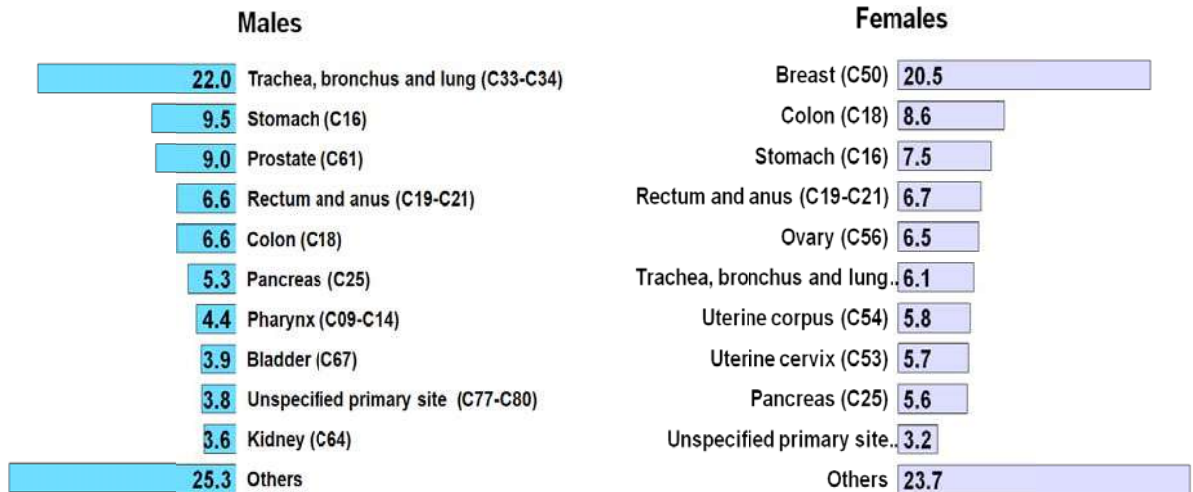 Males
22.0 Trachea, bronchus and lung (C33-C34)
9.5 Stomach (C16)
9.0 Prostate (C61)
6.6 Rectum and anus (C19-C21)
6.6 Colon (C18)
5.3 Pancreas (C25)
4.4 Pharynx (C09-C14)
3.9 Bladder (C67)
3.8 Unspecified primary site (C77-C80)
3.6 Kidney (C64)
25.3 Others
Females
Breast (C50) 20.5
Colon (C18) 8.6
Stomach (C16) 7.5
Rectum and anus (C19-C21) 6.7
Ovary (C56) 6.5
Trachea, bronchus and lung.. 6.1
Uterine corpus (C54) 5.8
Uterine cervix (C53) 5.7
Pancreas (C25) 5.6
Unspecified primary site.. 3.2
Others 23.7